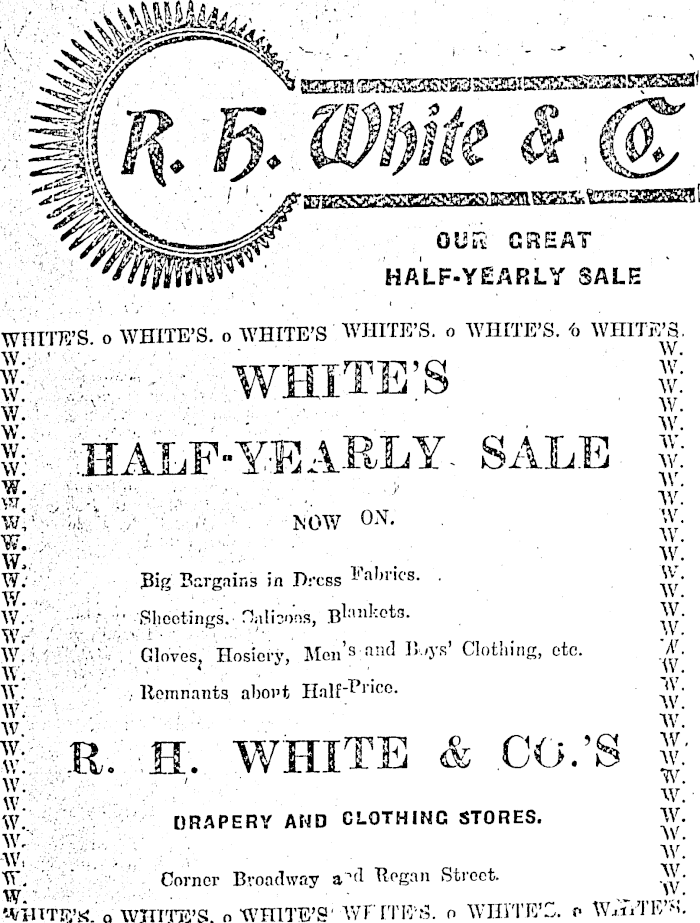 R. H. White & Co.
OUR GREAT
HALF-YEARLY SALE
WHITE'S. o WHITE'S. o WHITE'S WHITE'S. o WHITE'S. o WHITE'S.
W. W.
W. W.
W. W.
W. W.
WHITE'S
W. W.
W. W.
HALF-YEARLY SALE
W. W.
W. W.
NOW ON.
W. W.
W. W.
W. W.
Big Bargains in Dress Fabrics.
W. W.
W. W.
Sheetings, Calicoes, Blankets.
W. W.
W. W.
Gloves, Hosiery, Men's and Boys' Clothing, etc.
W. W.
W. W.
Remnants about Half-Price.
W. W.
W. W.
W. W.
R. H. WHITE & CO.'S
W. W.
W. W.
W. W.
DRAPERY AND CLOTHING STORES.
W. W.
W. W.
W. W.
Corner Broadway and Regan Street.
W. W.
W. W.
WHITE'S. o WHITE'S. o WHITE'S WHITE'S. o WHITE'S. o WHITE'S.